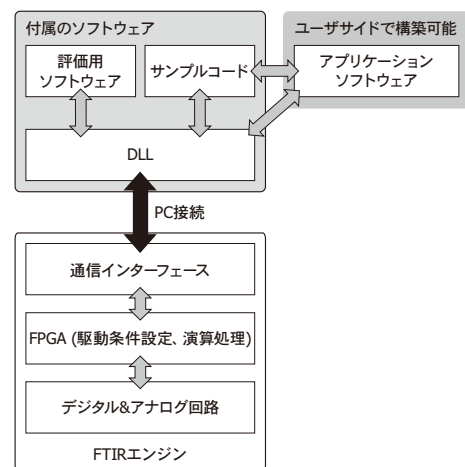 付属のソフトウェア
ユーザサイドで構築可能
評価用
ソフトウェア
サンプルコード
アプリケーション
ソフトウェア
DLL
PC接続
通信インターフェース
FPGA (駆動条件設定、演算処理)
デジタル&アナログ回路
FTIRエンジン